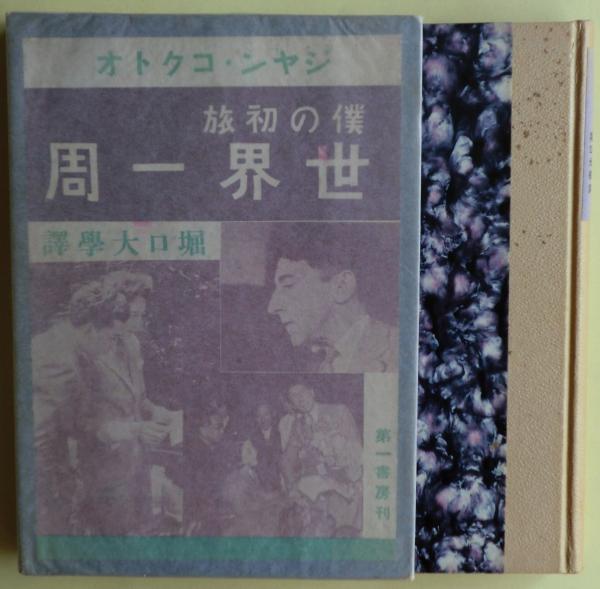 ジヤン・コクトオ
僕の初旅
世界一周
堀口大學譯
第一書房刊